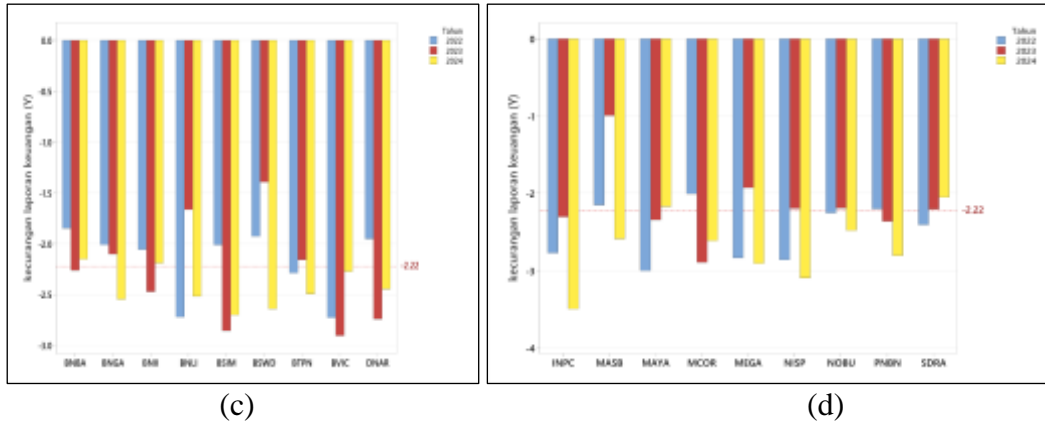 Tahun
2022
2023
2024
kecurangan laporan keuangan (Y)
0.0
-0.5
-1.0
-1.5
-2.0
-2.5
-3.0
-2.22
BNBA BNGA BNII BNLI BSIM BSWD BTPN BVIC DNAR
(c)
Tahun
2022
2023
2024
kecurangan laporan keuangan (Y)
0
-1
-2
-3
-4
-2.22
INPC MASB MAYA MCOR MEGA NISP NOBU PNBN SDRA
(d)